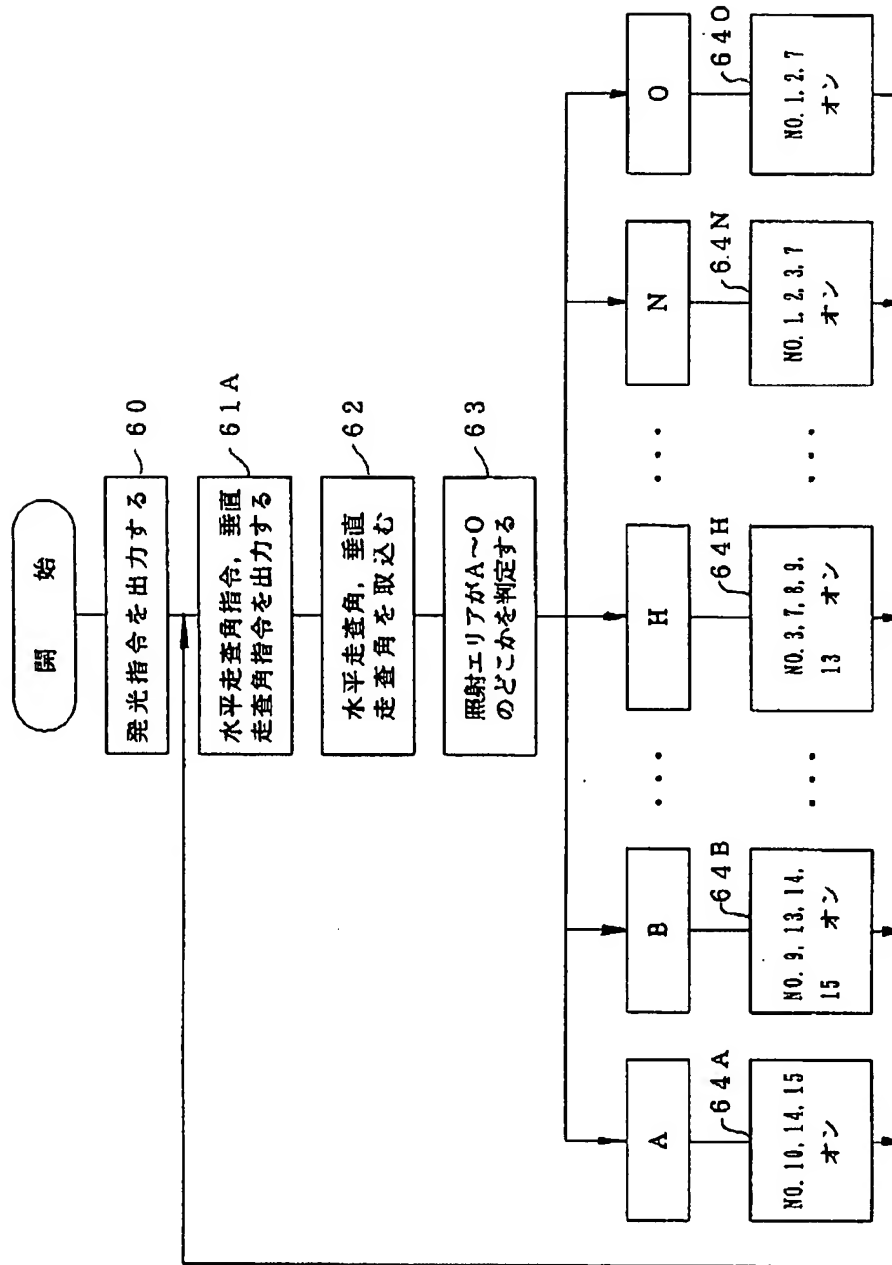 開　始
発光指令を出力する
60
水平走査角指令，垂直
走査角指令を出力する
61A
水平走査角，垂直
走査角を取込む
62
照射エリアがA～O
のどこかを判定する
63
A
B
...
H
...
N
O
64A
NO.10,14,15
オン
64B
NO.9,13,14,
15　オン
...
64H
NO.3,7,8,9,
13　オン
...
64N
NO.1,2,3,7
オン
64O
NO.1,2,7
オン